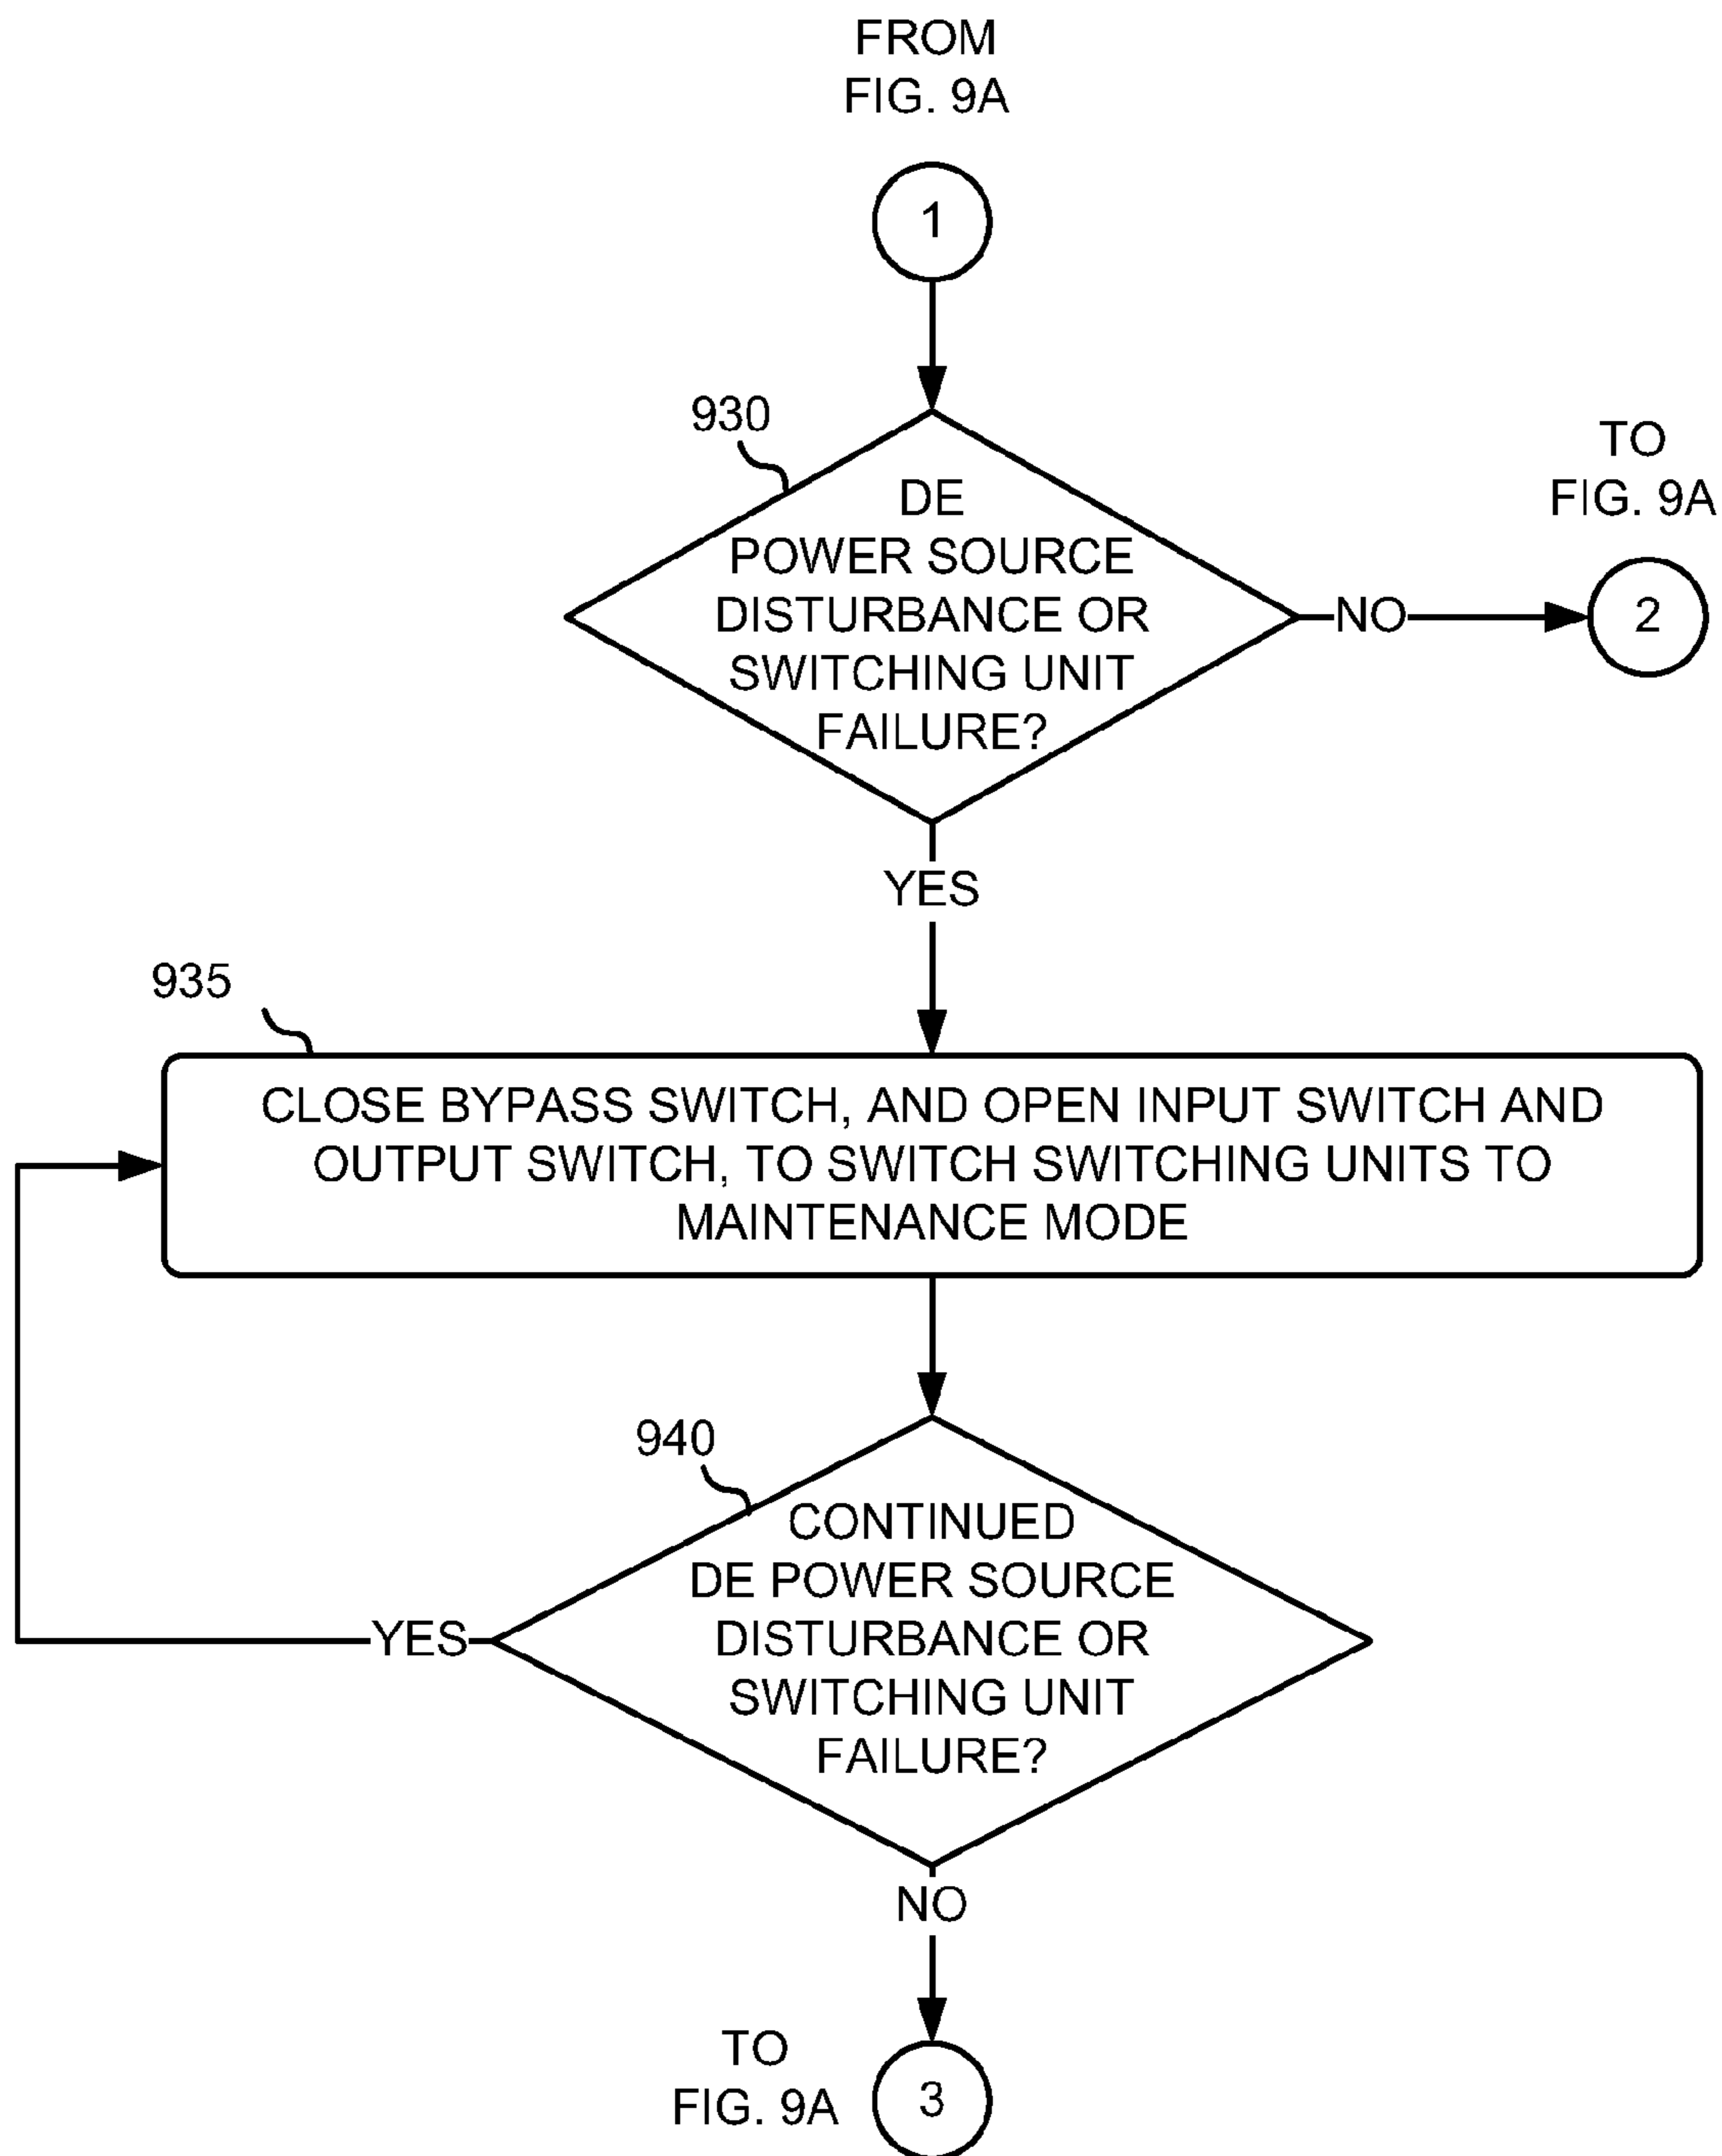 FROM
FIG. 9A
1
930
DE
POWER SOURCE
DISTURBANCE OR
SWITCHING UNIT
FAILURE?
NO
TO
FIG. 9A
2
YES
935
CLOSE BYPASS SWITCH, AND OPEN INPUT SWITCH AND
OUTPUT SWITCH, TO SWITCH SWITCHING UNITS TO
MAINTENANCE MODE
940
CONTINUED
DE POWER SOURCE
DISTURBANCE OR
SWITCHING UNIT
FAILURE?
YES
NO
TO
FIG. 9A
3